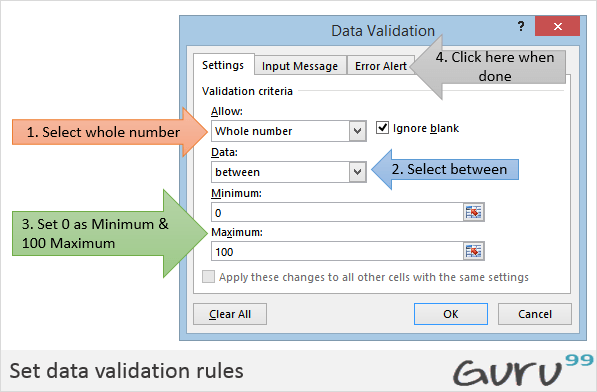 Data Validation
?
Settings
Input Message
Error Alert
4. Click here when
done
Validation criteria
Allow:
1. Select whole number
Whole number
Ignore blank
Data:
between
2. Select between
Minimum:
0
3. Set 0 as Minimum &
100 Maximum
Maximum:
100
Apply these changes to all other cells with the same settings
Clear All
OK
Cancel
Set data validation rules
Guru99